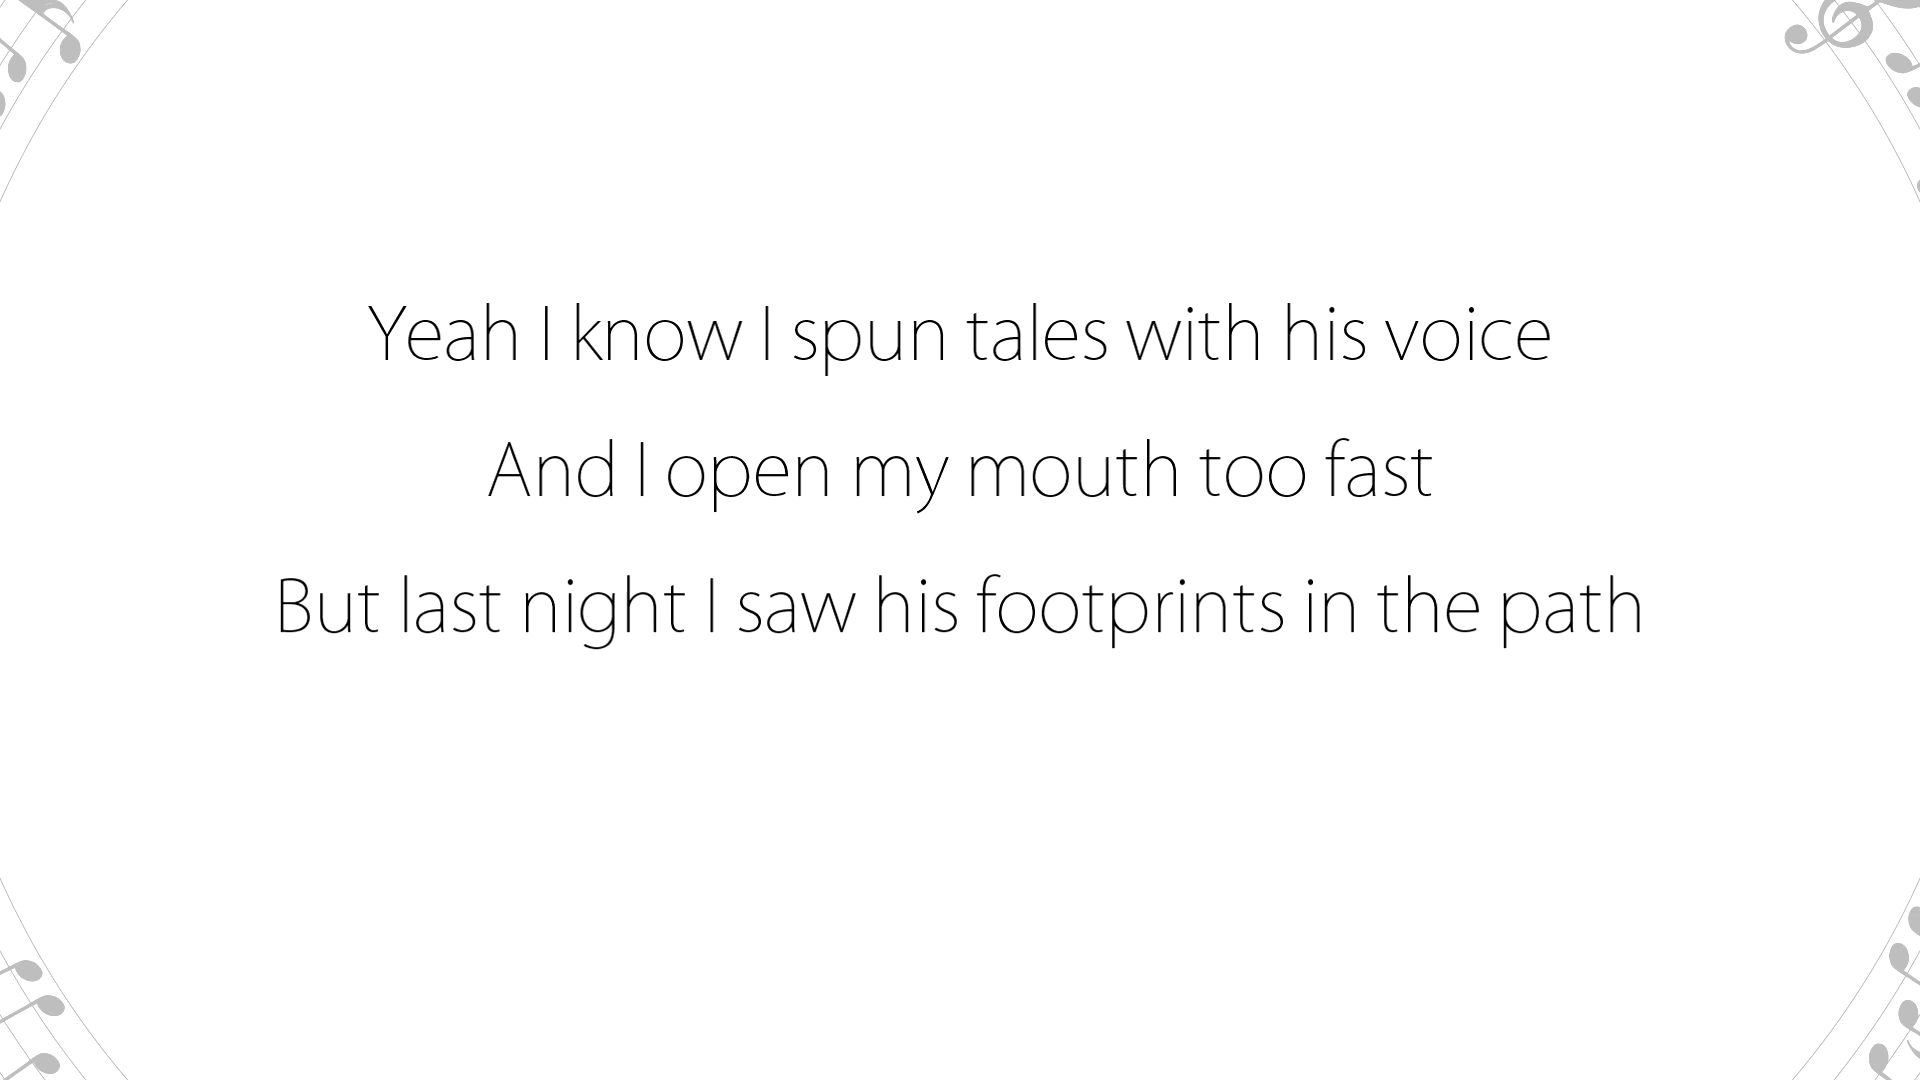 Yeah I know I spun tales with his voice
And I open my mouth too fast
But last night I saw his footprints in the path